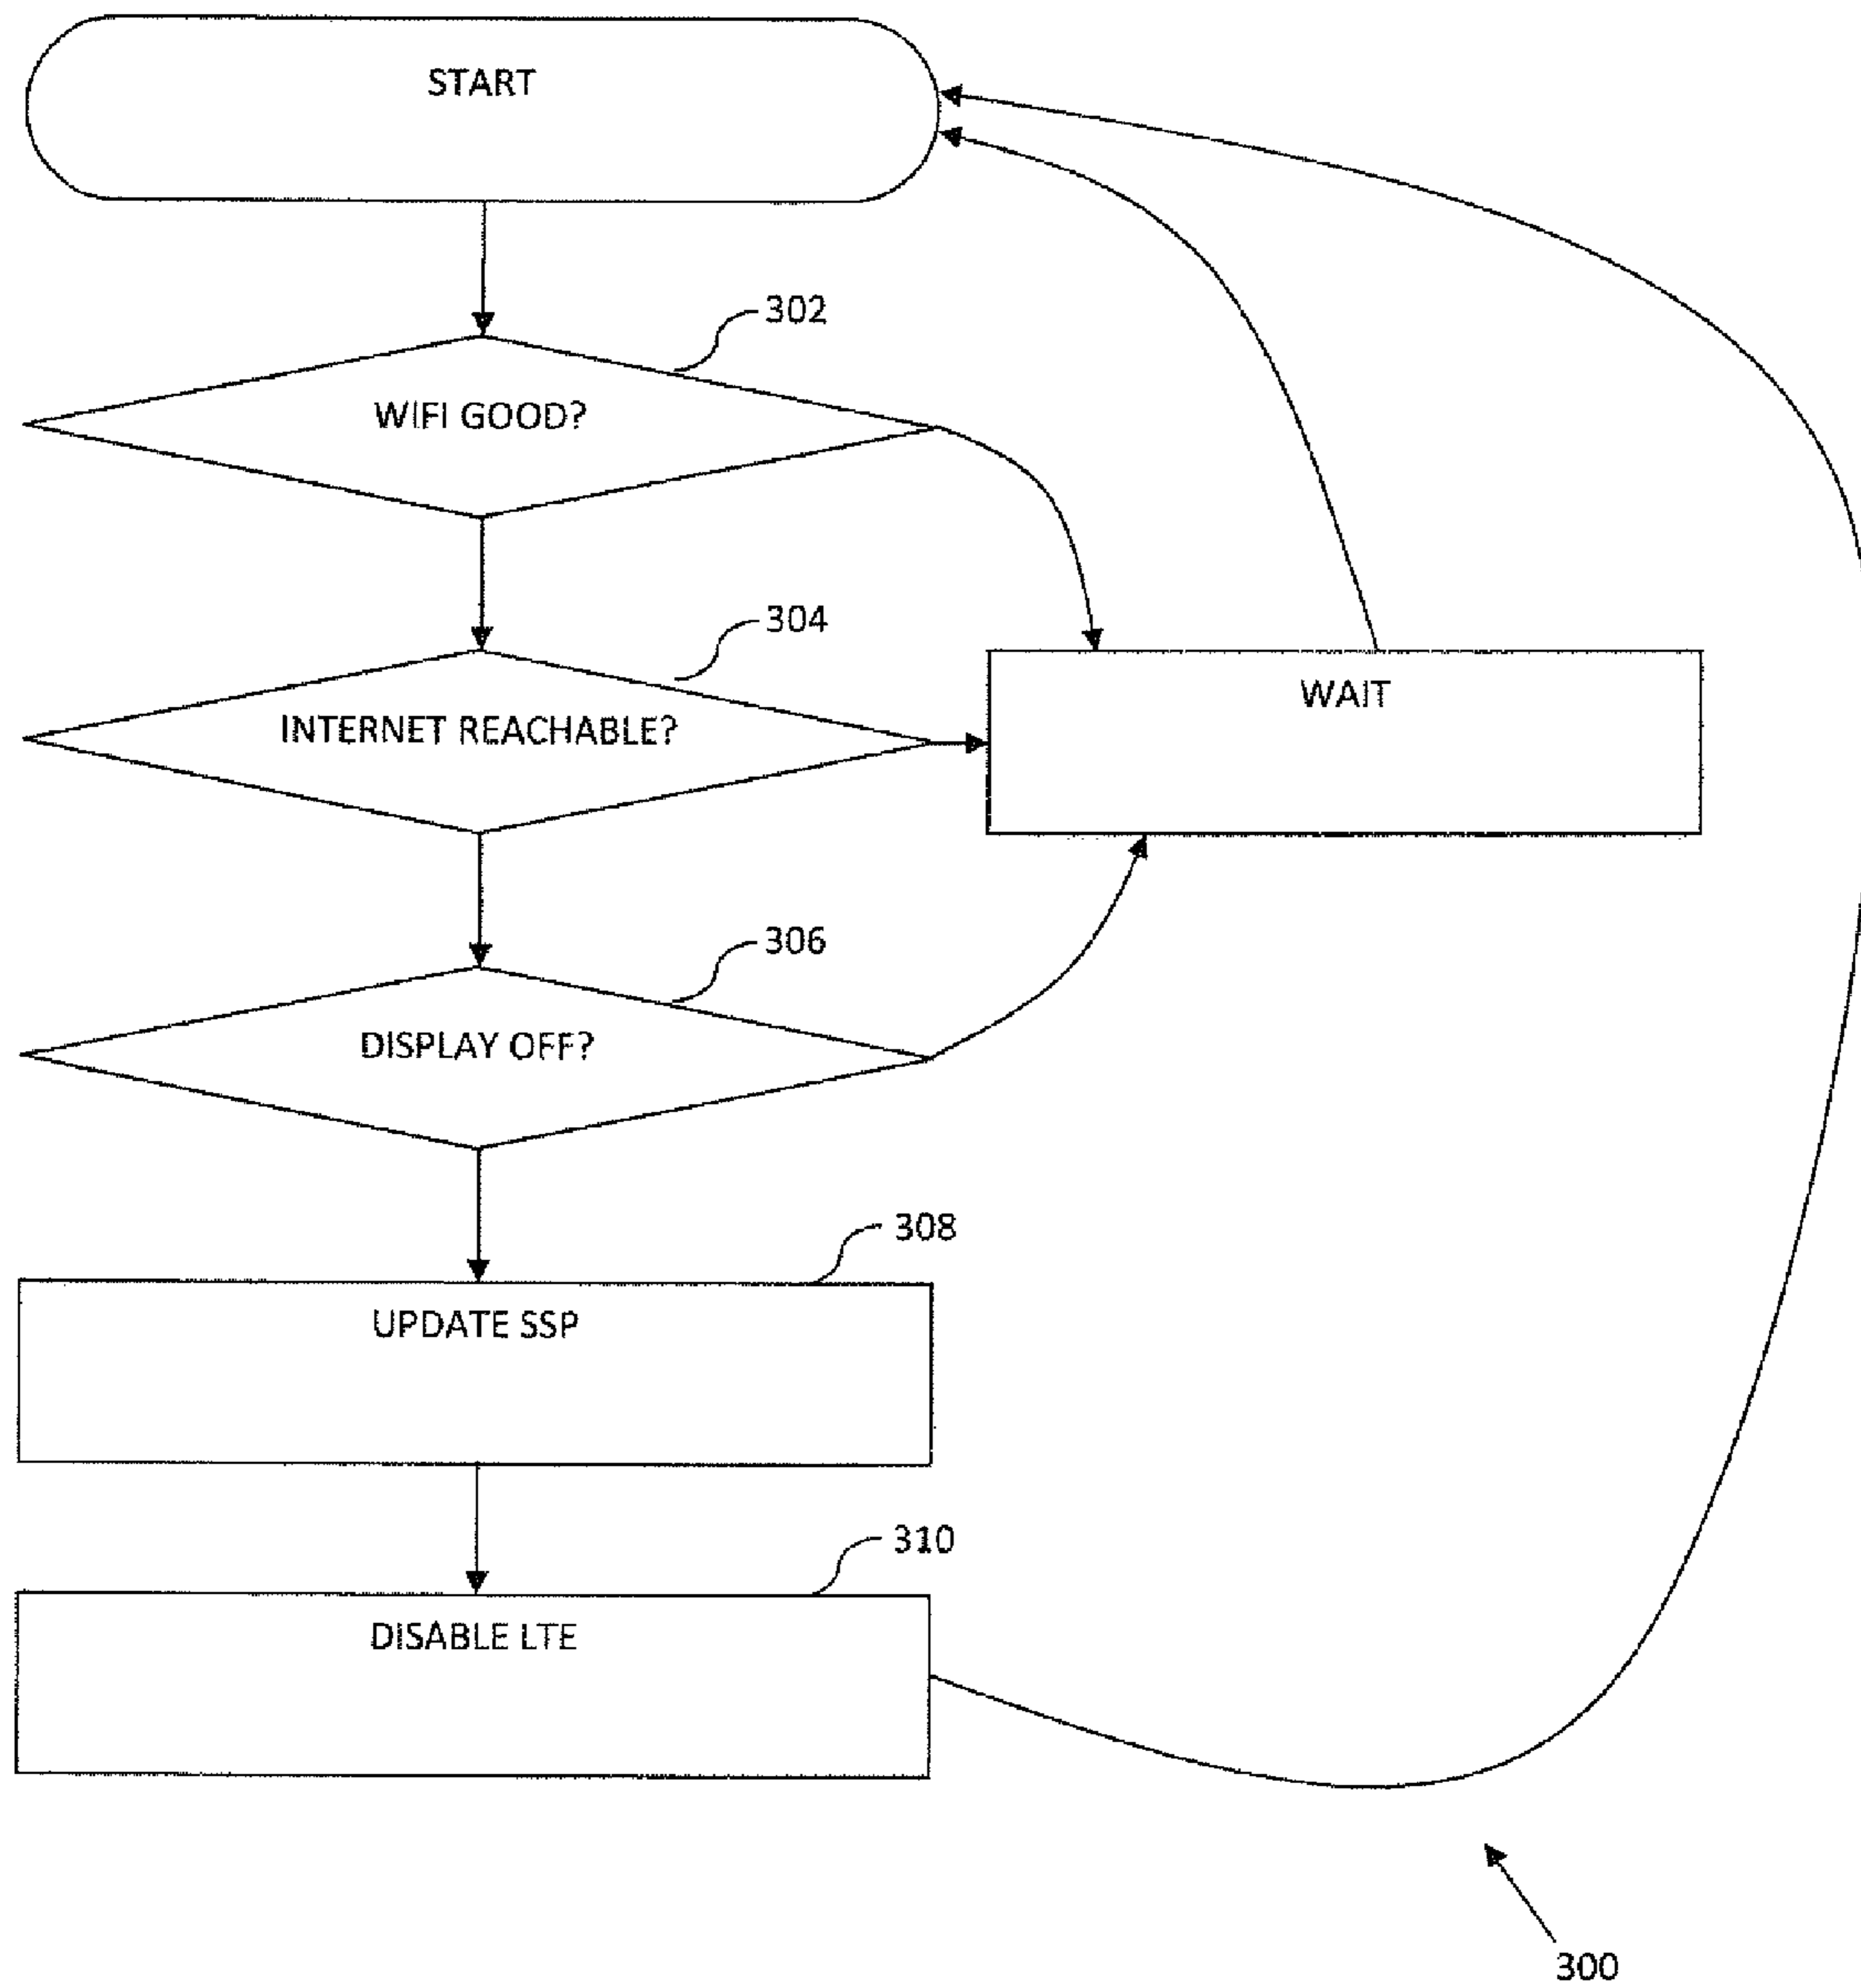 START
302
WIFI GOOD?
304
INTERNET REACHABLE?
WAIT
306
DISPLAY OFF?
308
UPDATE SSP
310
DISABLE LTE
300